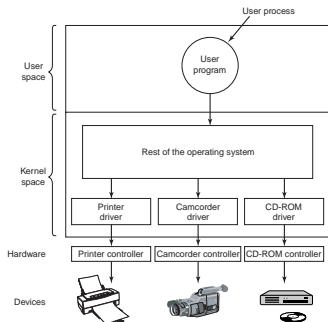 User process
User
space
User
program
Rest of the operating system
Kernel
space
Printer
driver
Camcorder
driver
CD-ROM
driver
Hardware
Printer controller
Camcorder controller
CD-ROM controller
Devices